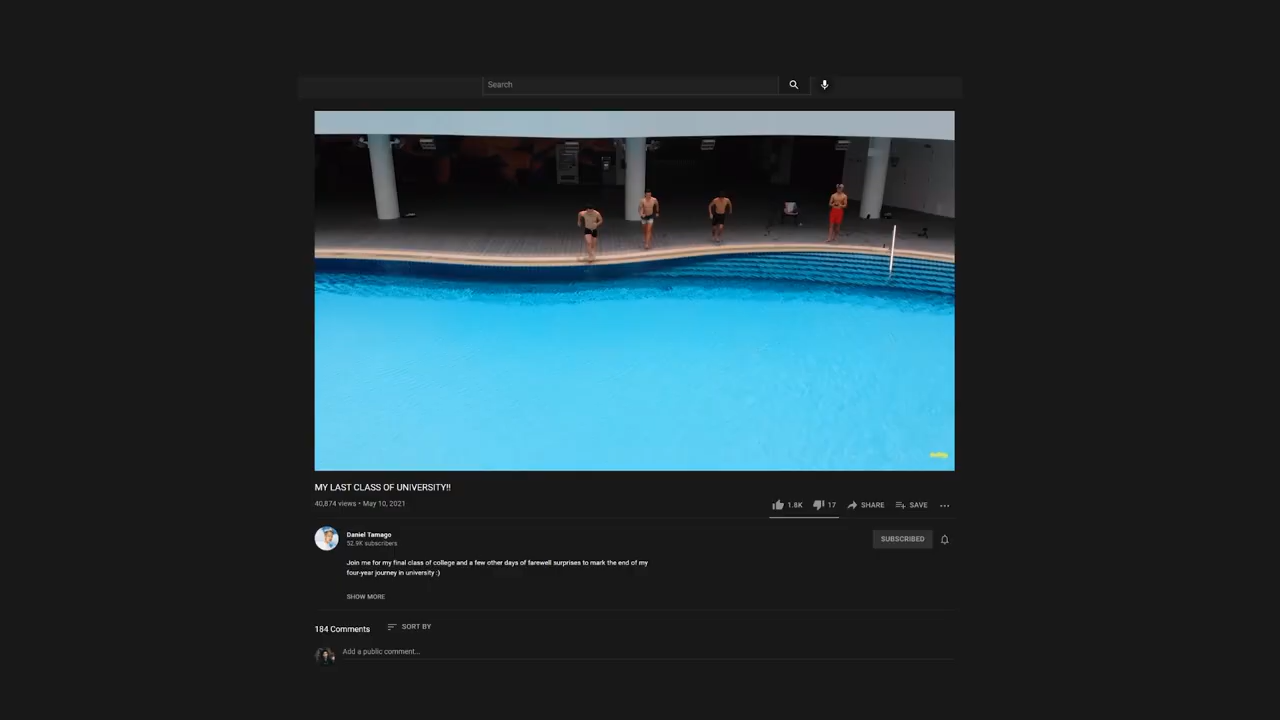 Search
MY LAST CLASS OF UNIVERSITY!!
40,874 views • May 10, 2021
1.8K
17
SHARE
SAVE
Daniel Tamago
52.9K subscribers
SUBSCRIBED
Join me for my final class of college and a few other days of farewell surprises to mark the end of my
four-year journey in university :)
SHOW MORE
184 Comments
SORT BY
Add a public comment...